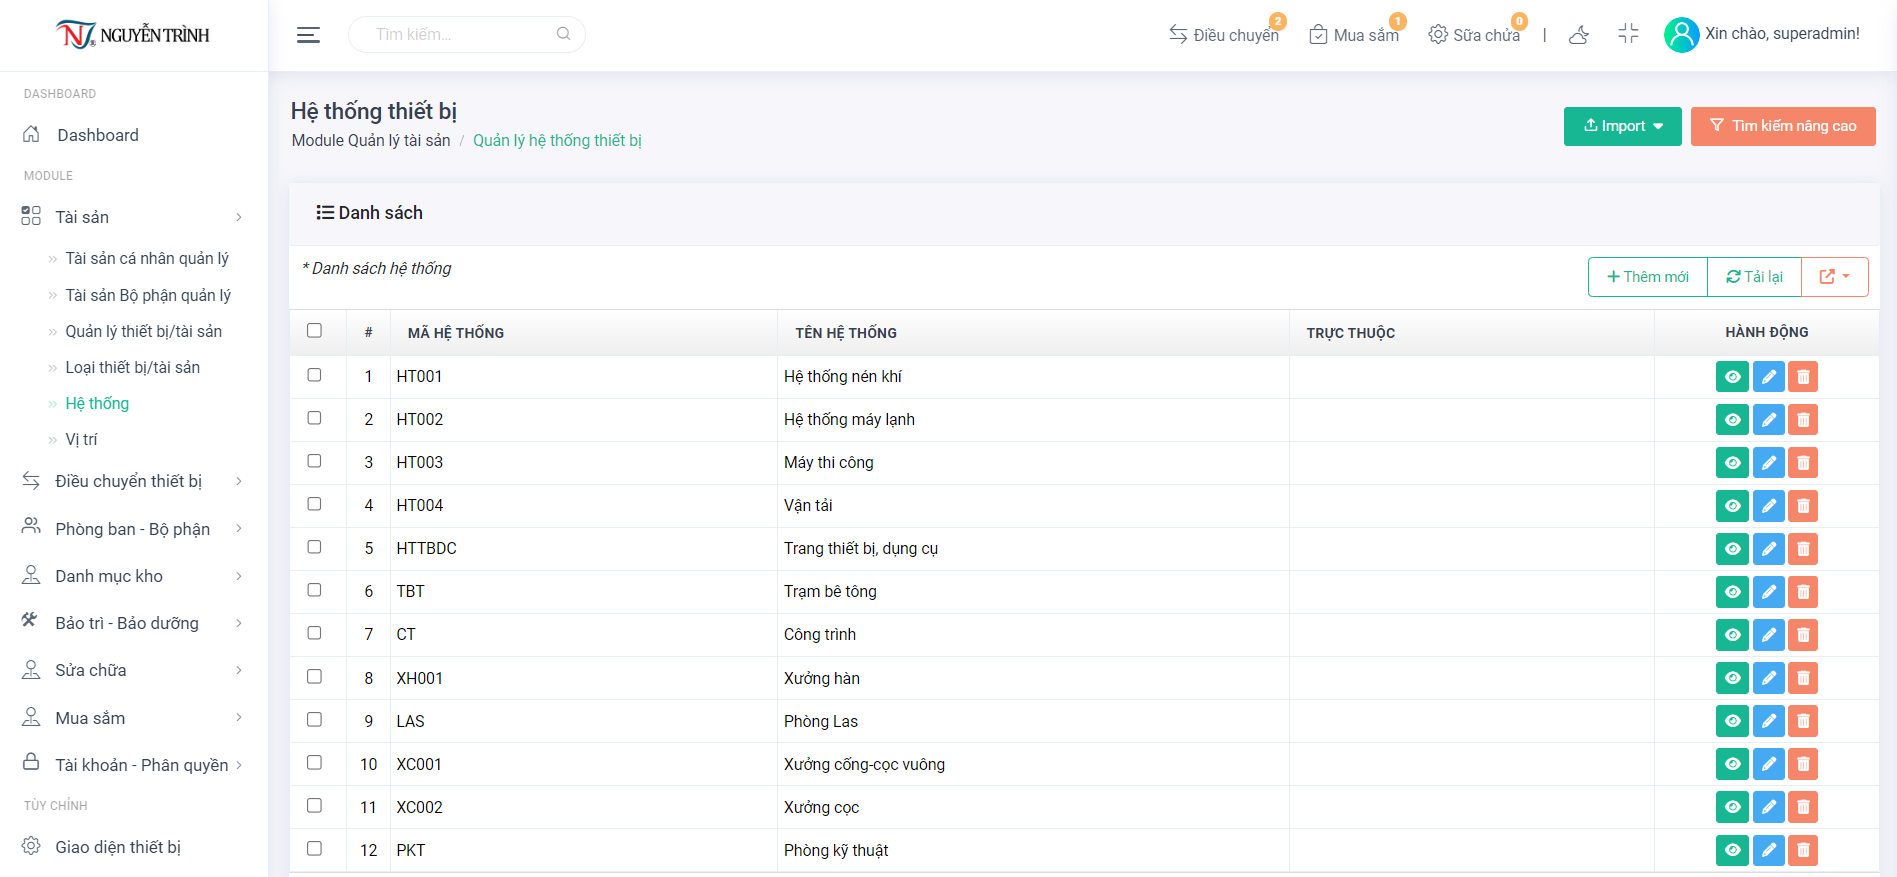 NT® NGUYỄN TRÌNH
Tìm kiếm...
Điều chuyển 2
Mua sắm 1
Sữa chửa 0
|
Xin chào, superadmin!
DASHBOARD
Dashboard
MODULE
Tài sản
Tài sản cá nhân quản lý
Tài sản Bộ phận quản lý
Quản lý thiết bị/tài sản
Loại thiết bị/tài sản
Hệ thống
Vị trí
Điều chuyển thiết bị
Phòng ban - Bộ phận
Danh mục kho
Bảo trì - Bảo dưỡng
Sửa chữa
Mua sắm
Tài khoản - Phân quyền
TÙY CHỈNH
Giao diện thiết bị
Hệ thống thiết bị
Module Quản lý tài sản / Quản lý hệ thống thiết bị
Import
Tìm kiếm nâng cao
Danh sách
* Danh sách hệ thống
Thêm mới
Tải lại
# MÃ HỆ THỐNG TÊN HỆ THỐNG TRỰC THUỘC HÀNH ĐỘNG
1 HT001 Hệ thống nén khí
2 HT002 Hệ thống máy lạnh
3 HT003 Máy thi công
4 HT004 Vận tải
5 HTTBDC Trang thiết bị, dụng cụ
6 TBT Trạm bê tông
7 CT Công trình
8 XH001 Xưởng hàn
9 LAS Phòng Las
10 XC001 Xưởng cống-cọc vuông
11 XC002 Xưởng cọc
12 PKT Phòng kỹ thuật